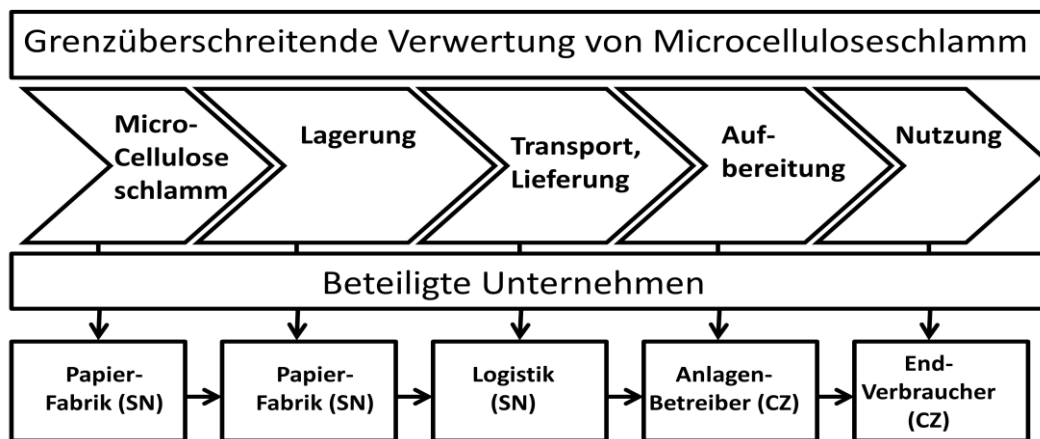 Grenzüberschreitende Verwertung von Microcelluloseschlamm
Micro-
Cellulose
schlamm
Lagerung
Transport,
Lieferung
Auf-
bereitung
Nutzung
Beteiligte Unternehmen
Papier-
Fabrik (SN)
Papier-
Fabrik (SN)
Logistik
(SN)
Anlagen-
Betreiber (CZ)
End-
Verbraucher
(CZ)